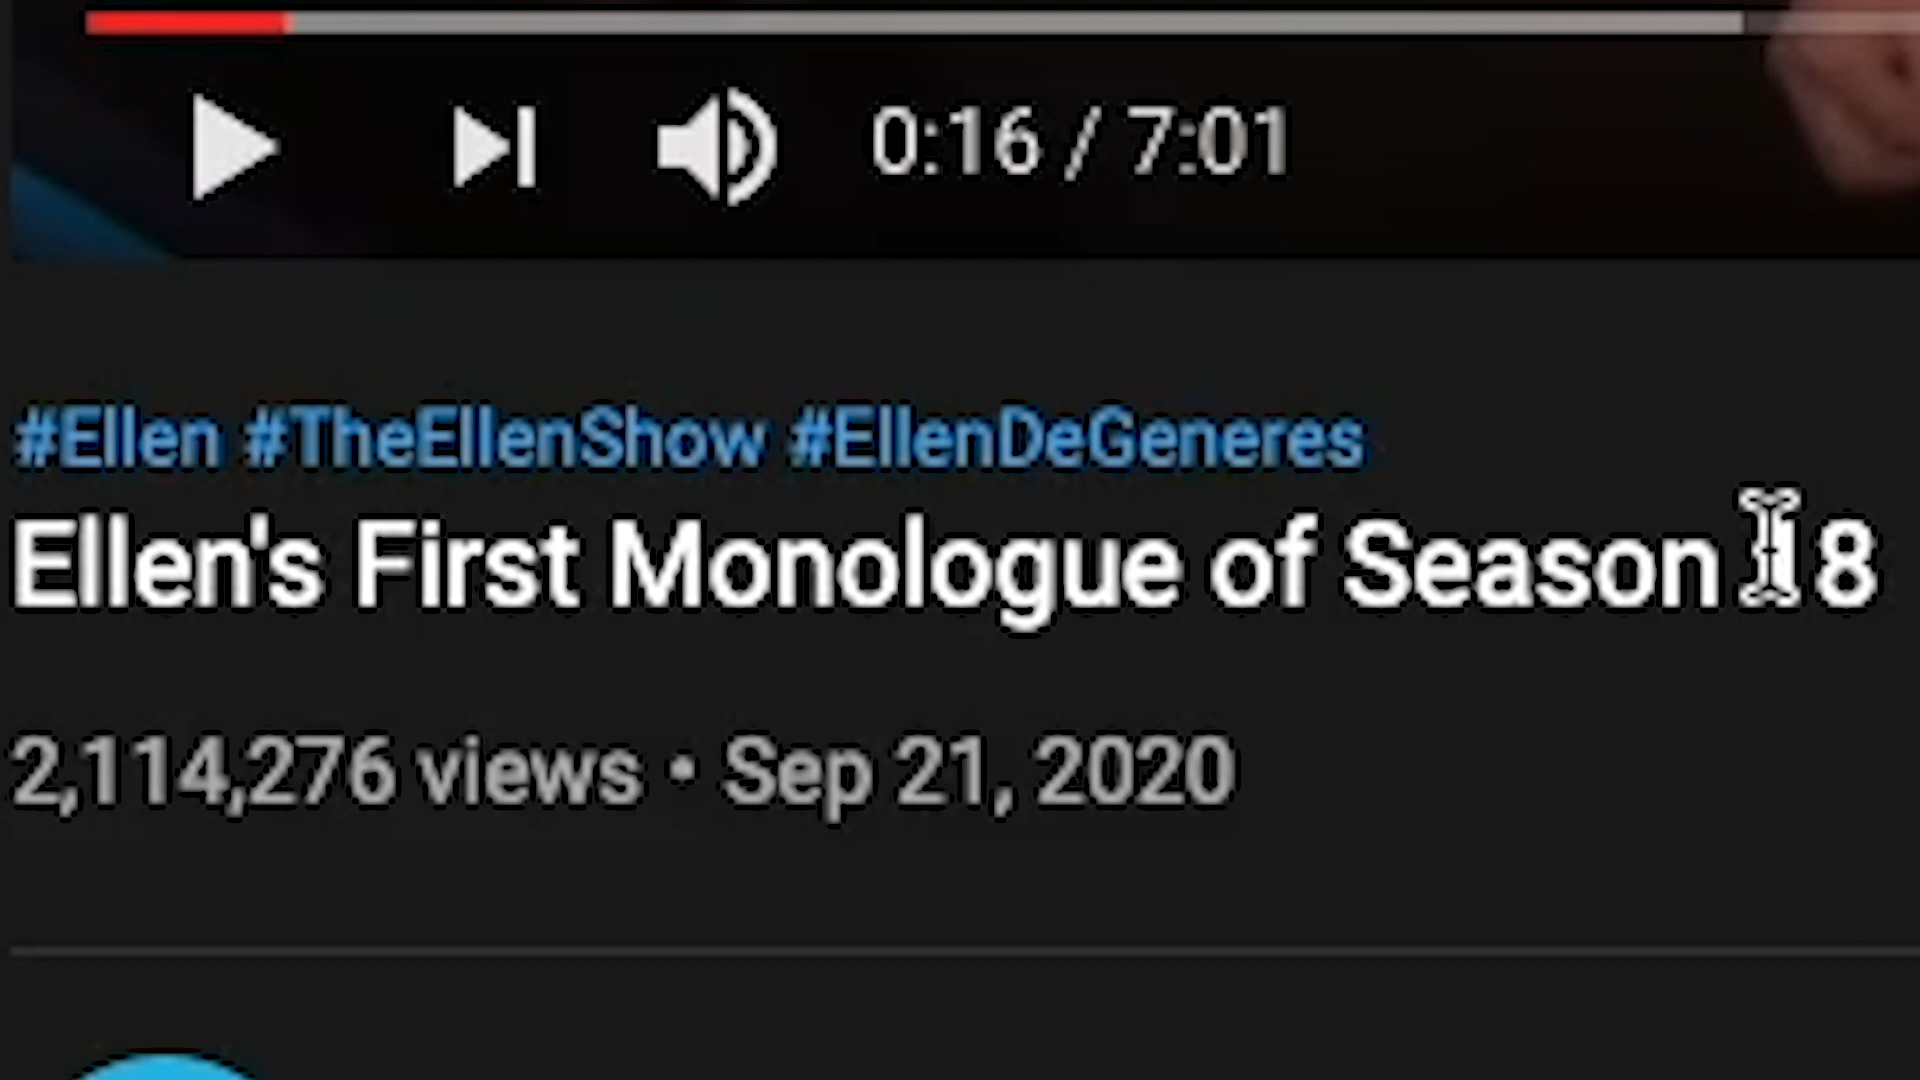 0:16 / 7:01
#Ellen #TheEllenShow #EllenDeGeneres
Ellen's First Monologue of Season 18
2,114,276 views • Sep 21, 2020